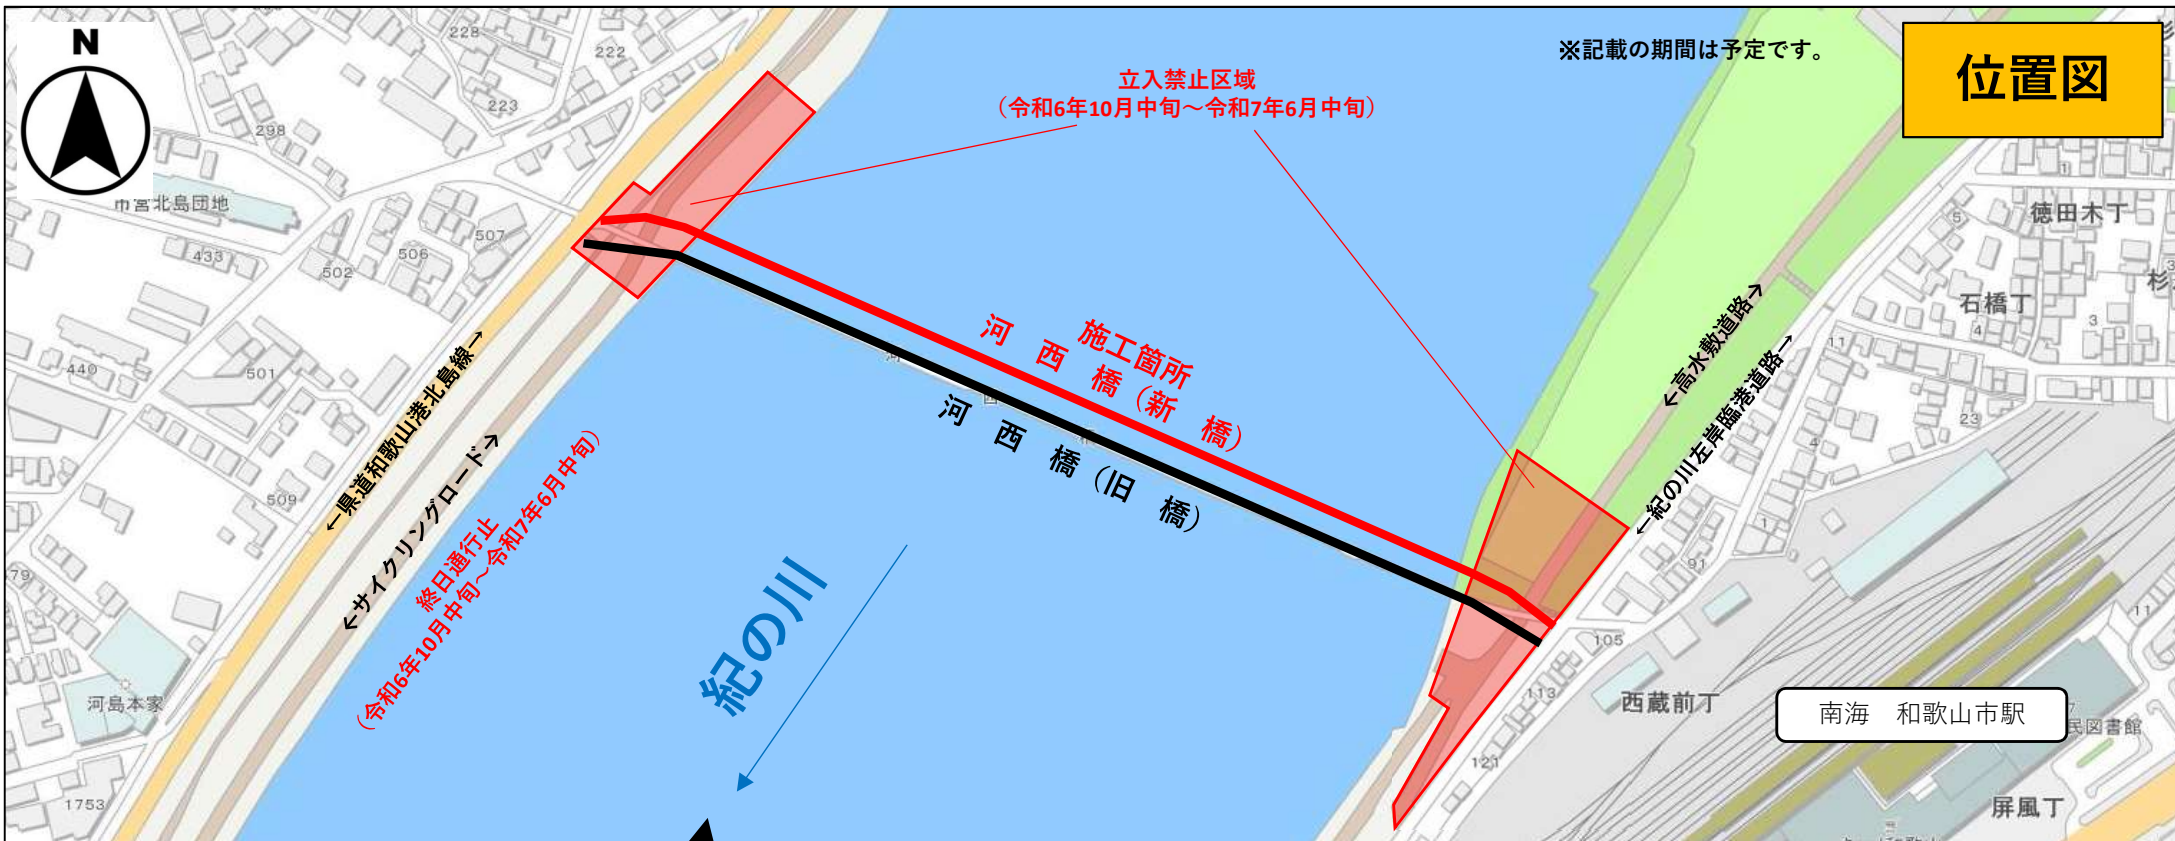 N
※記載の期間は予定です。
位置図
立入禁止区域
（令和6年10月中旬～令和7年6月中旬）
228
222
223
298
市宮北島団地
507
506
433
502
440
501
509
←県道和歌山港北島線→
←サイクリングロード→
終日通行止
（令和6年10月中旬～令和7年6月中旬）
施工箇所
河　西　橋（新　橋）
河　西　橋（旧　橋）
紀の川
徳田木丁
5
1
石橋丁
4
3
11
23
4
1
91
←高水敷道路→
←紀の川左岸臨港道路→
105
113
121
西蔵前丁
11
南海　和歌山市駅
民図書館
屏風丁
河島本家
1753